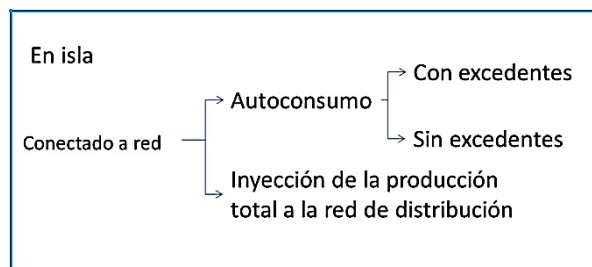 En isla
Con excedentes
Autoconsumo
Sin excedentes
Conectado a red
Inyección de la producción
total a la red de distribución